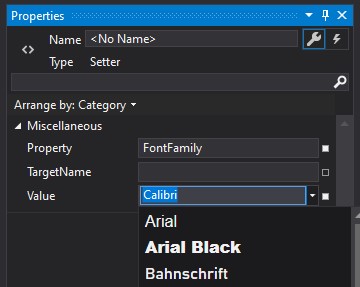 Properties
Name <No Name>
Type Setter
Arrange by: Category
Miscellaneous
Property FontFamily
TargetName
Value Calibri
Arial
Arial Black
Bahnschrift